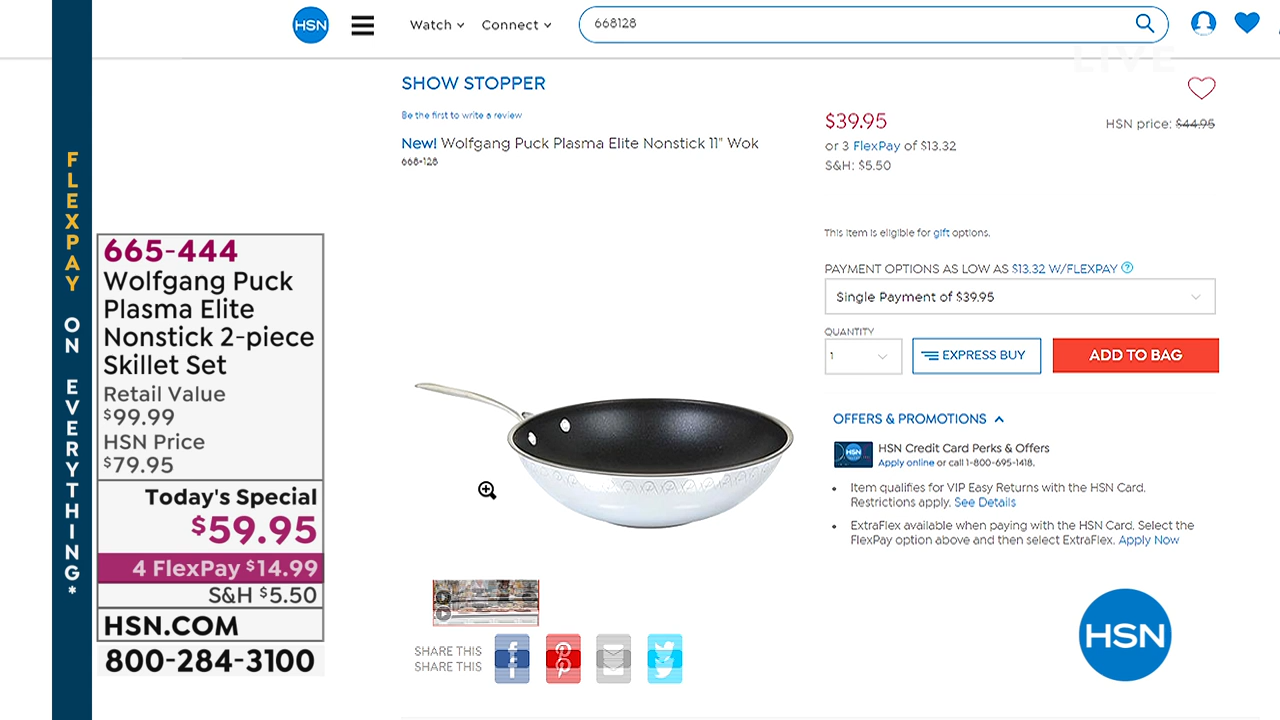 HSN
Watch
Connect
668128
LIVE
FLEXPAY ON EVERYTHING*
SHOW STOPPER
Be the first to write a review
New! Wolfgang Puck Plasma Elite Nonstick 11" Wok
668-128
$39.95
HSN price: $44.95
or 3 FlexPay of $13.32
S&H: $5.50
This item is eligible for gift options.
PAYMENT OPTIONS AS LOW AS $13.32 W/FLEXPAY ?
Single Payment of $39.95
QUANTITY
1
EXPRESS BUY
ADD TO BAG
OFFERS & PROMOTIONS
HSN
HSN Credit Card Perks & Offers
Apply online or call 1-800-695-1418.
• Item qualifies for VIP Easy Returns with the HSN Card.
Restrictions apply. See Details
• ExtraFlex available when paying with the HSN Card. Select the
FlexPay option above and then select ExtraFlex. Apply Now
665-444
Wolfgang Puck
Plasma Elite
Nonstick 2-piece
Skillet Set
Retail Value
$99.99
HSN Price
$79.95
Today's Special
$59.95
4 FlexPay $14.99
S&H $5.50
HSN.COM
800-284-3100
SHARE THIS
SHARE THIS
HSN